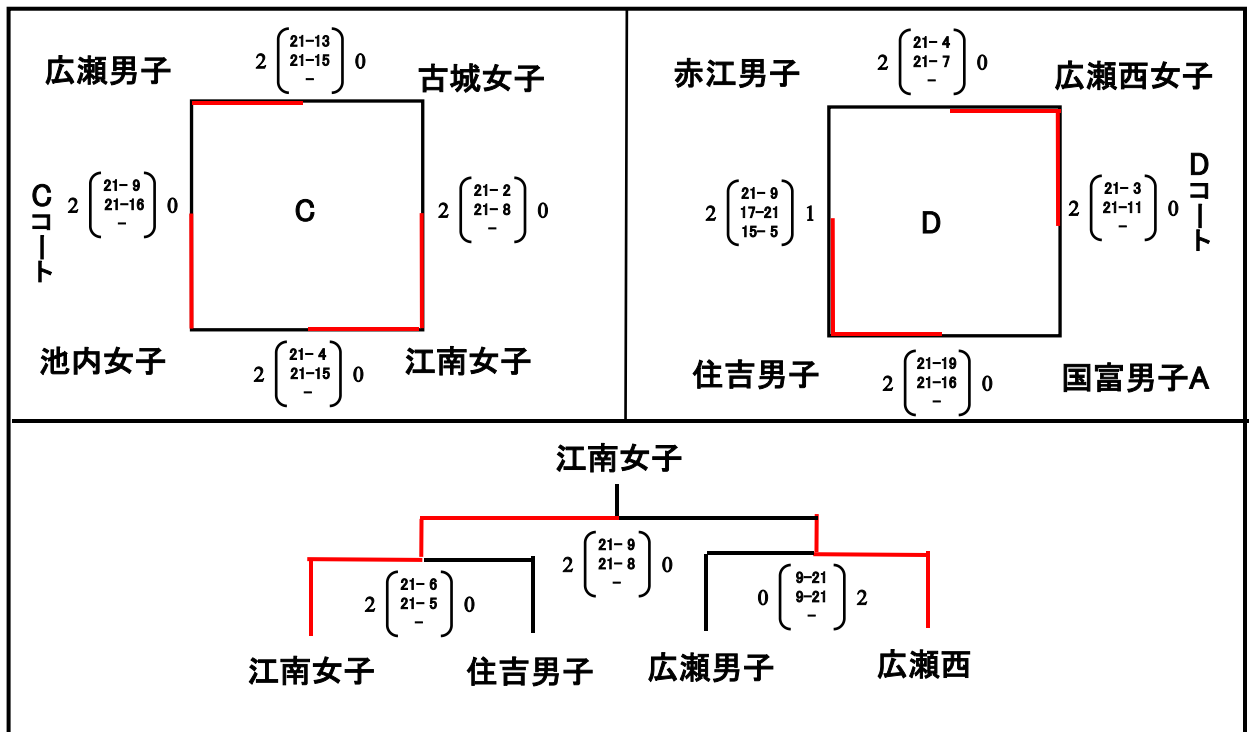 広瀬男子
2 21-13 0
21-15
-
古城女子
Cコート
2 21- 9 0
21-16
-
C
2 21- 2 0
21- 8
-
池内女子
2 21- 4 0
21-15
-
江南女子
赤江男子
2 21- 4 0
21- 7
-
広瀬西女子
2 21- 9 1
17-21
15- 5
D
2 21- 3 0
21-11
-
Dコート
住吉男子
2 21-19 0
21-16
-
国富男子A
江南女子
2 21- 9 0
21- 8
-
2 21- 6 0
21- 5
-
0 9-21 2
9-21
-
江南女子
住吉男子
広瀬男子
広瀬西